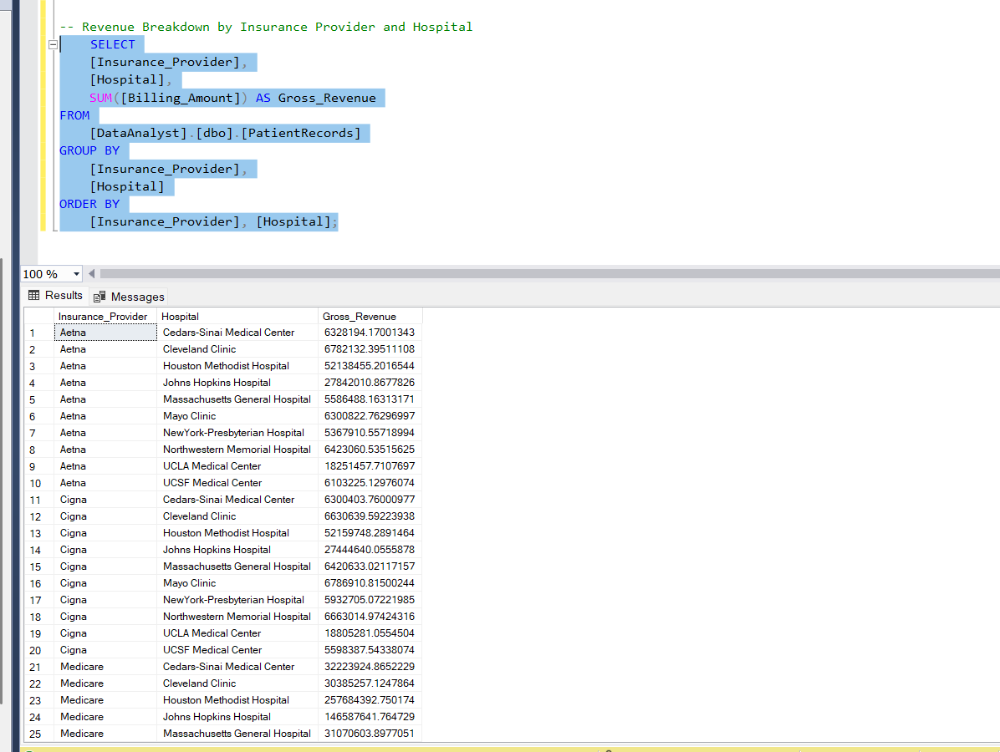 -- Revenue Breakdown by Insurance Provider and Hospital
SELECT
[Insurance_Provider],
[Hospital],
SUM([Billing_Amount]) AS Gross_Revenue
FROM
[DataAnalyst].[dbo].[PatientRecords]
GROUP BY
[Insurance_Provider],
[Hospital]
ORDER BY
[Insurance_Provider], [Hospital];
100 %
Results Messages
Insurance_Provider Hospital Gross_Revenue
1 Aetna Cedars-Sinai Medical Center 6328194.17001343
2 Aetna Cleveland Clinic 6782132.39511108
3 Aetna Houston Methodist Hospital 52138455.2016544
4 Aetna Johns Hopkins Hospital 27842010.8677826
5 Aetna Massachusetts General Hospital 5586488.16313171
6 Aetna Mayo Clinic 6300822.76296997
7 Aetna NewYork-Presbyterian Hospital 5367910.55718994
8 Aetna Northwestern Memorial Hospital 6423060.53515625
9 Aetna UCLA Medical Center 18251457.7107697
10 Aetna UCSF Medical Center 6103225.12976074
11 Cigna Cedars-Sinai Medical Center 6300403.76000977
12 Cigna Cleveland Clinic 6630639.59223938
13 Cigna Houston Methodist Hospital 52159748.2891464
14 Cigna Johns Hopkins Hospital 27444640.0555878
15 Cigna Massachusetts General Hospital 6420633.02117157
16 Cigna Mayo Clinic 6786910.81500244
17 Cigna NewYork-Presbyterian Hospital 5932705.07221985
18 Cigna Northwestern Memorial Hospital 6663014.97424316
19 Cigna UCLA Medical Center 18805281.0554504
20 Cigna UCSF Medical Center 5598387.54338074
21 Medicare Cedars-Sinai Medical Center 32223924.8652229
22 Medicare Cleveland Clinic 30385257.1247864
23 Medicare Houston Methodist Hospital 257684392.750174
24 Medicare Johns Hopkins Hospital 146587641.764729
25 Medicare Massachusetts General Hospital 31070603.8977051